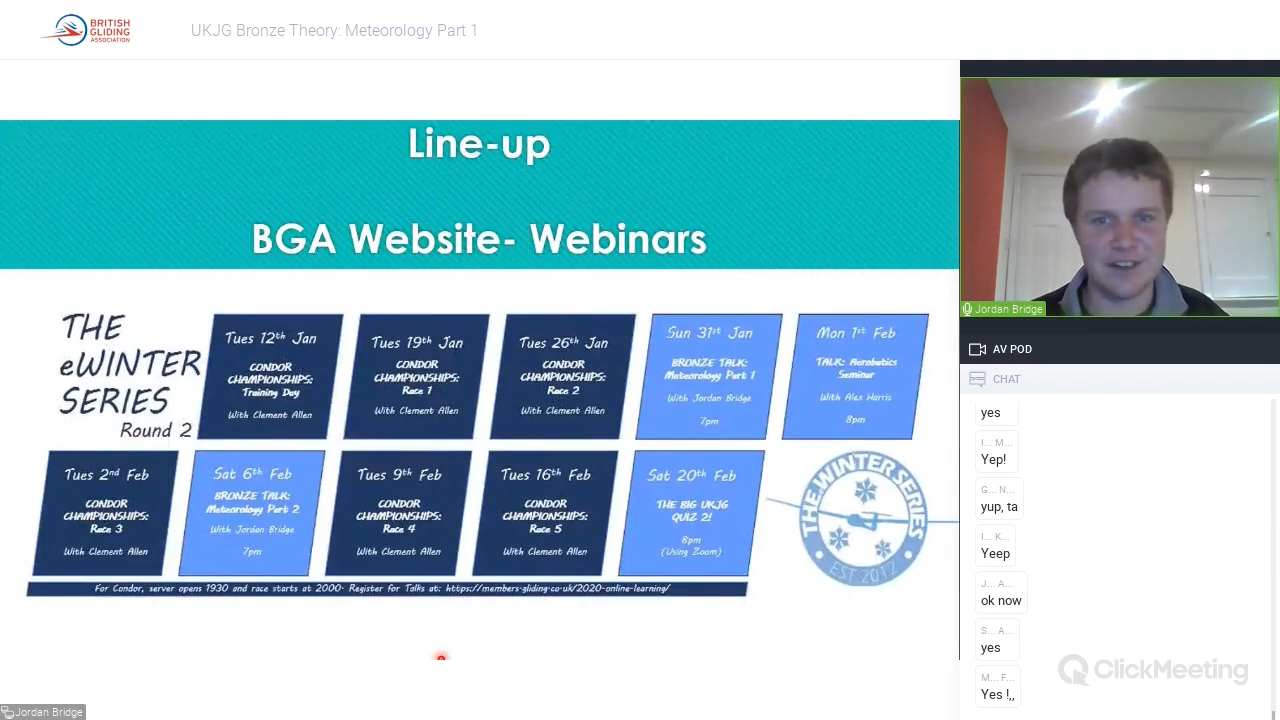 BRITISH
GLIDING
ASSOCIATION
UKJG Bronze Theory: Meteorology Part 1
Line-up
BGA Website- Webinars
THE
eWINTER
SERIES
Round 2
Tues 12th Jan
CONDOR
CHAMPIONSHIPS:
Training Day
With Clement Allen
Tues 19th Jan
CONDOR
CHAMPIONSHIPS:
Race 1
With Clement Allen
Tues 26th Jan
CONDOR
CHAMPIONSHIPS:
Race 2
With Clement Allen
Sun 31st Jan
BRONZE TALK:
Meteorology Part 1
With Jordan Bridge
7pm
Mon 1st Feb
TALK: Aerobatics
Seminar
With Alex Harris
8pm
Tues 2nd Feb
CONDOR
CHAMPIONSHIPS:
Race 3
With Clement Allen
Sat 6th Feb
BRONZE TALK:
Meteorology Part 2
With Jordan Bridge
7pm
Tues 9th Feb
CONDOR
CHAMPIONSHIPS:
Race 4
With Clement Allen
Tues 16th Feb
CONDOR
CHAMPIONSHIPS:
Race 5
With Clement Allen
Sat 20th Feb
THE BIG UKJG
QUIZ 2!
8pm
(Using Zoom)
THE WINTER SERIES
EST 2012
For Condor, server opens 1930 and race starts at 2000. Register for Talks at: https://members.gliding.co.uk/2020-online-learning/
Jordan Bridge
Jordan Bridge
AV POD
CHAT
yes
I... M...
Yep!
G... N...
yup, ta
I... K...
Yeep
J... A...
ok now
S... A...
yes
M... F...
Yes !,,
ClickMeeting